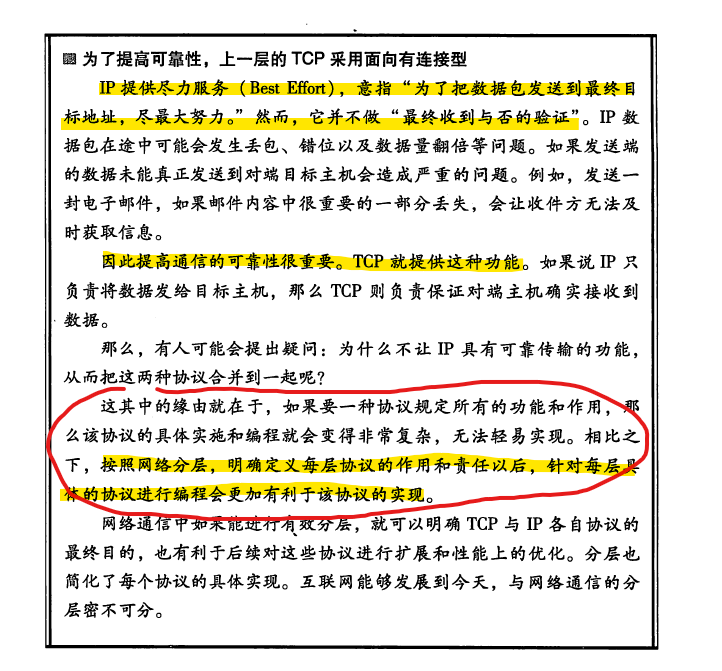 为了提高可靠性，上一层的 TCP 采用面向有连接型
IP 提供尽力服务（Best Effort），意指“为了把数据包发送到最终目
标地址，尽最大努力。”然而，它并不做“最终收到与否的验证”。IP 数
据包在途中可能会发生丢包、错位以及数据量翻倍等问题。如果发送端
的数据未能真正发送到对端目标主机会造成严重的问题。例如，发送一
封电子邮件，如果邮件内容中很重要的一部分丢失，会让收件方无法及
时获取信息。
因此提高通信的可靠性很重要。TCP 就提供这种功能。如果说 IP 只
负责将数据发给目标主机，那么 TCP 则负责保证对端主机确实接收到
数据。
那么，有人可能会提出疑问：为什么不让 IP 具有可靠传输的功能，
从而把这两种协议合并到一起呢？
这其中的缘由就在于，如果要一种协议规定所有的功能和作用，那
么该协议的具体实施和编程就会变得非常复杂，无法轻易实现。相比之
下，按照网络分层，明确定义每层协议的作用和责任以后，针对每层具
体的协议进行编程会更加有利于该协议的实现。
网络通信中如果能进行有效分层，就可以明确 TCP 与 IP 各自协议的
最终目的，也有利于后续对这些协议进行扩展和性能上的优化。分层也
简化了每个协议的具体实现。互联网能够发展到今天，与网络通信的分
层密不可分。